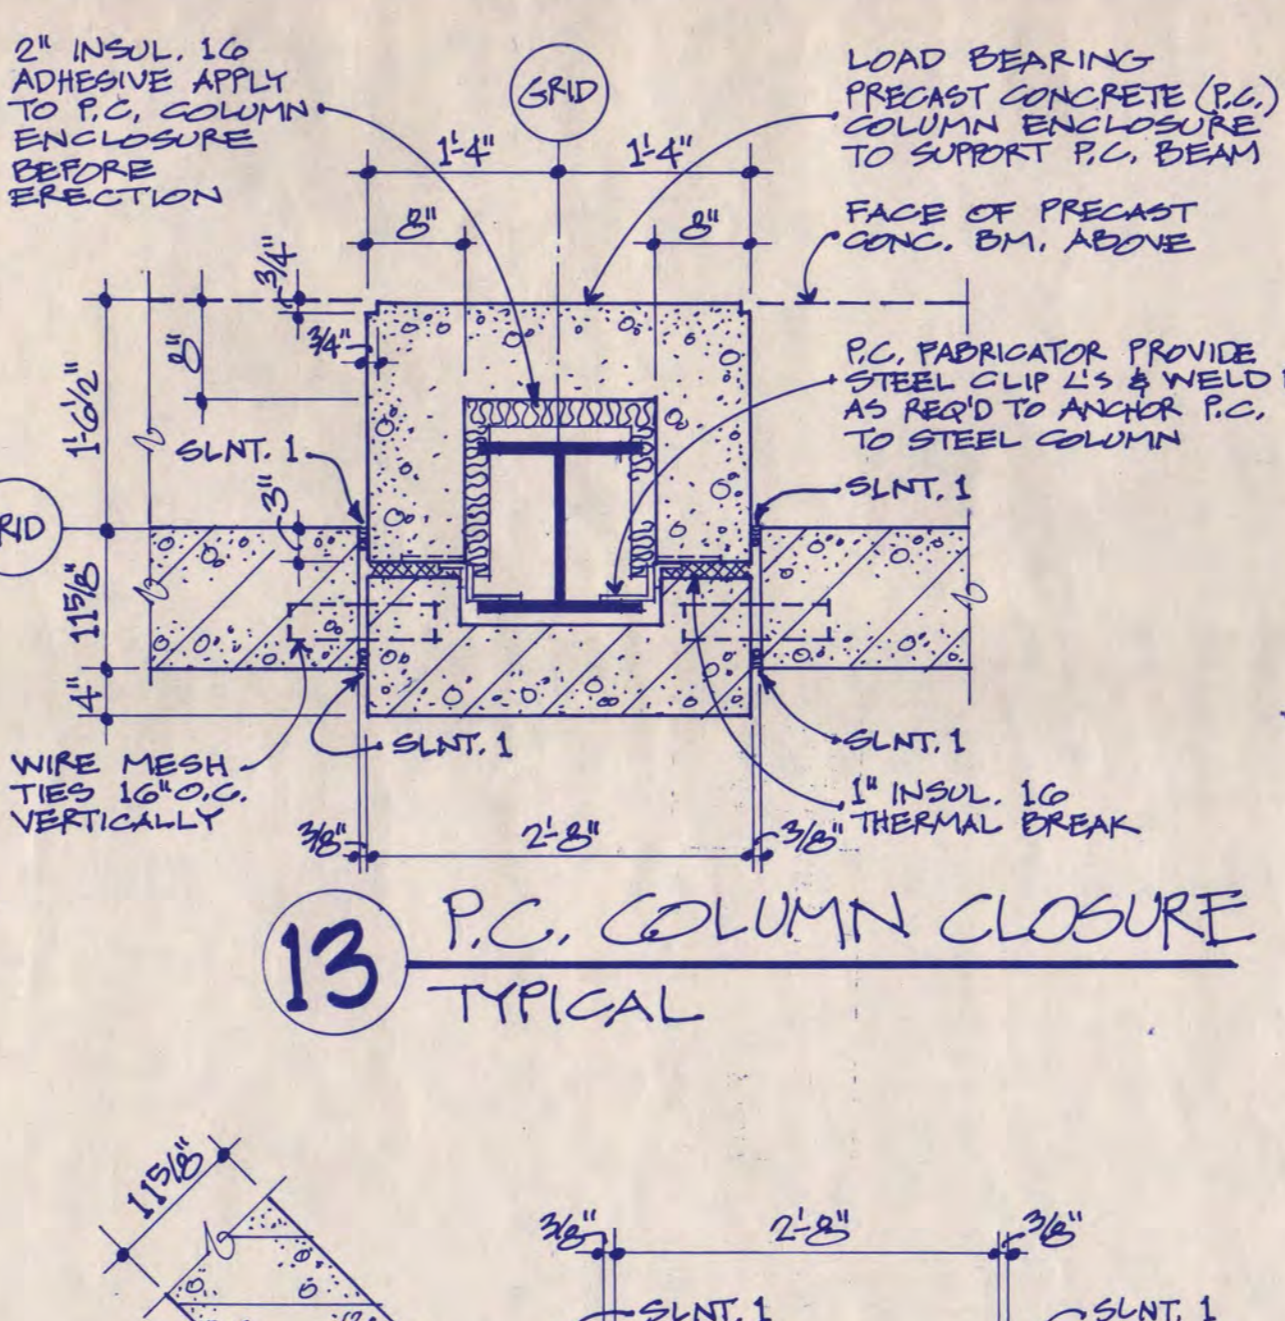 2" INSUL. 16
ADHESIVE APPLY
TO P.C. COLUMN
ENCLOSURE
BEFORE
ERECTION
GRID
LOAD BEARING
PRECAST CONCRETE (P.C.)
COLUMN ENCLOSURE
TO SUPPORT P.C. BEAM
1'-4"
1'-4"
8"
8"
FACE OF PRECAST
CONC. BM. ABOVE
3/4"
3/4"
8"
1'-6 1/2"
P.C. FABRICATOR PROVIDE
STEEL CLIP L'S & WELD
AS REQ'D TO ANCHOR P.C.
TO STEEL COLUMN
SLNT. 1
3"
SLNT. 1
RID
11 5/8"
4"
SLNT. 1
SLNT. 1
WIRE MESH
TIES 16" O.C.
VERTICALLY
1" INSUL. 16
THERMAL BREAK
3/8"
2'-8"
3/8"
13
P.C. COLUMN CLOSURE
TYPICAL
11 5/8"
3/8"
2'-8"
3/8"
SLNT. 1
SLNT. 1